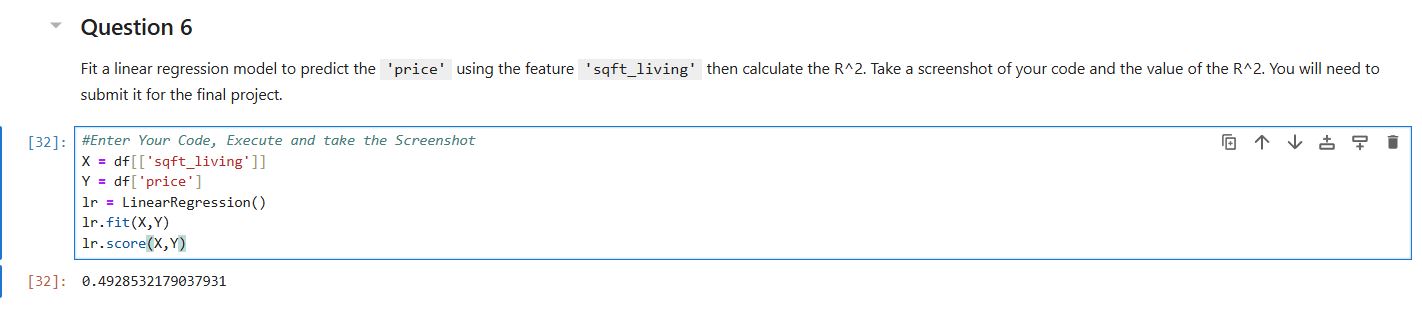 Question 6
Fit a linear regression model to predict the 'price' using the feature 'sqft_living' then calculate the R^2. Take a screenshot of your code and the value of the R^2. You will need to
submit it for the final project.
[32]: #Enter Your Code, Execute and take the Screenshot
X = df[['sqft_living']]
Y = df['price']
lr = LinearRegression()
lr.fit(X,Y)
lr.score(X,Y)
[32]: 0.4928532179037931